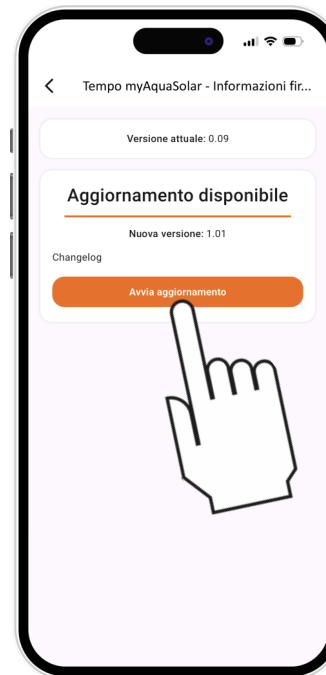 Tempo myAquaSolar - Informazioni fir...
Versione attuale: 0.09
Aggiornamento disponibile
Nuova versione: 1.01
Changelog
Avvia aggiornamento